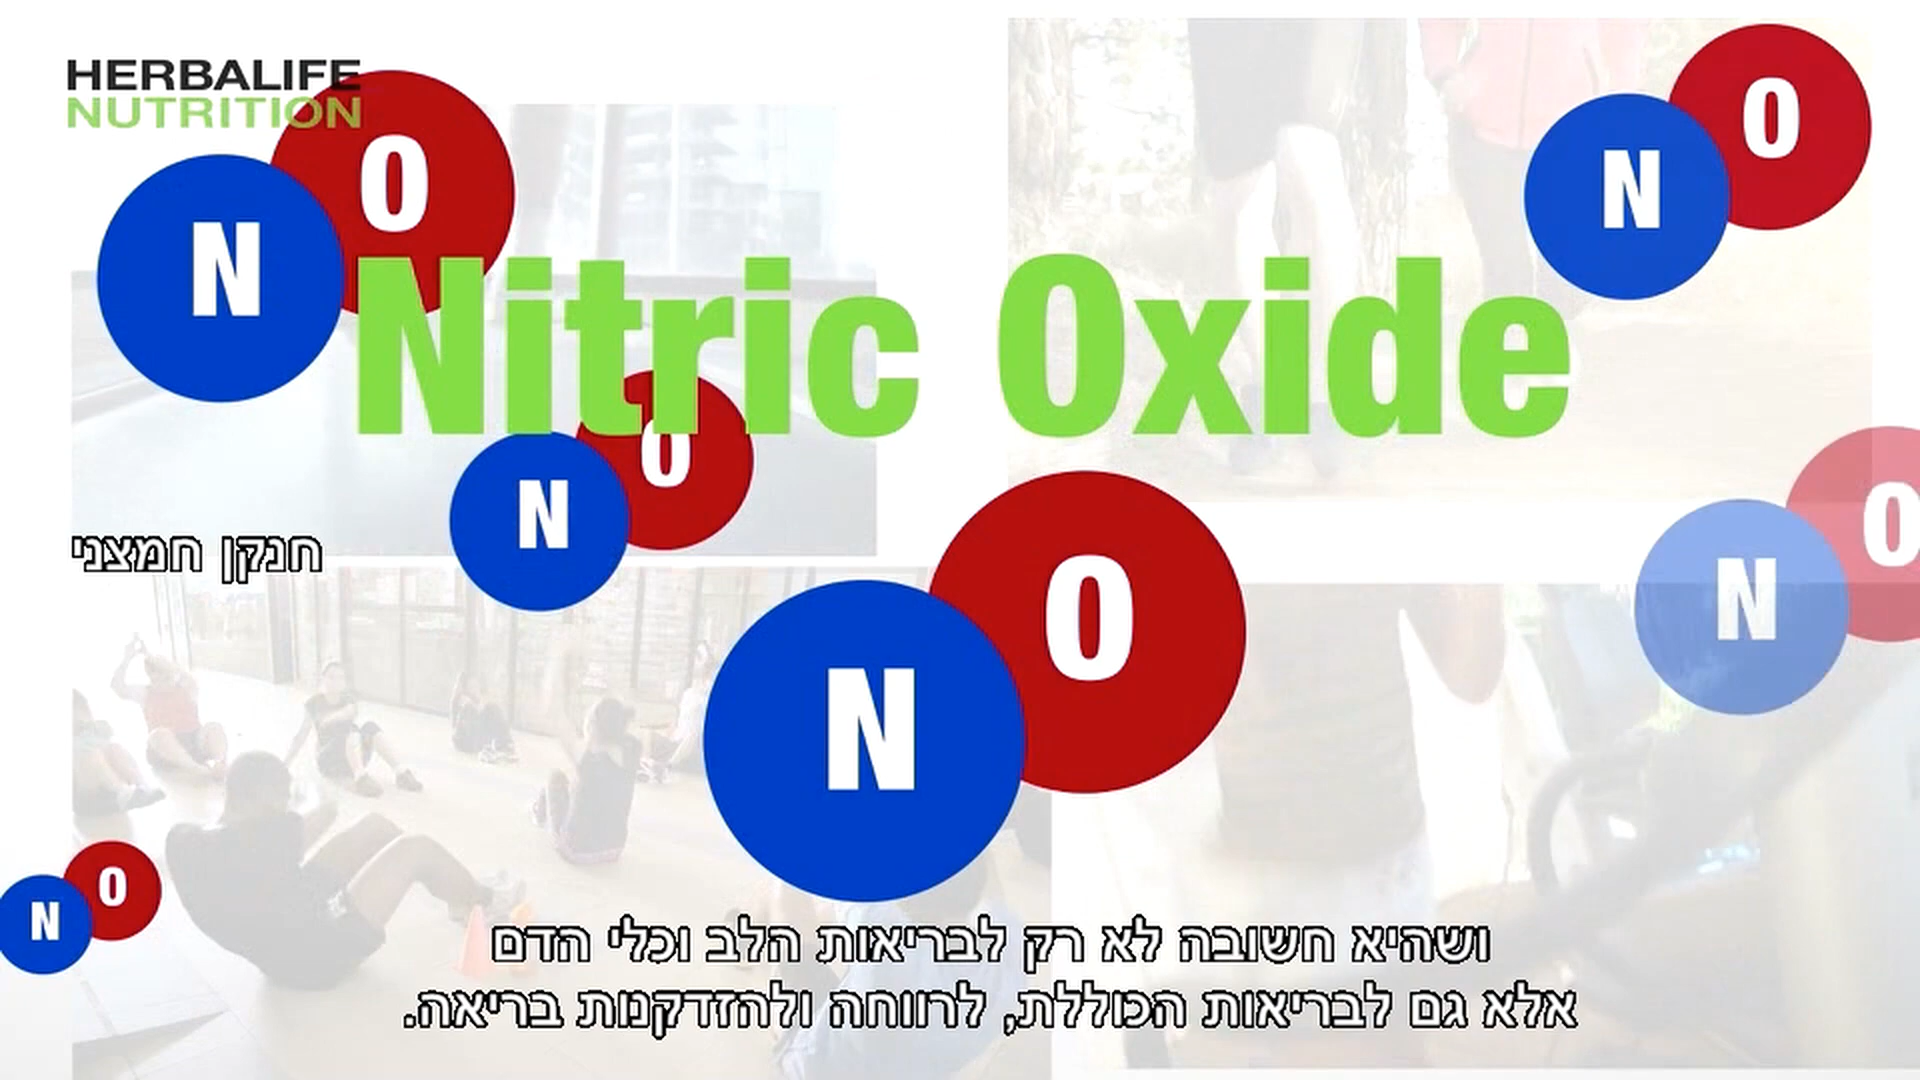 HERBALIFE
NUTRITION
N O
N O
Nitric Oxide
N O
N O
N O
חנקן חמצני
N O
ושהיא חשובה לא רק לבריאות הלב וכלי הדם
אלא גם לבריאות הכוללת, לרווחה ולהזדקנות בריאה.